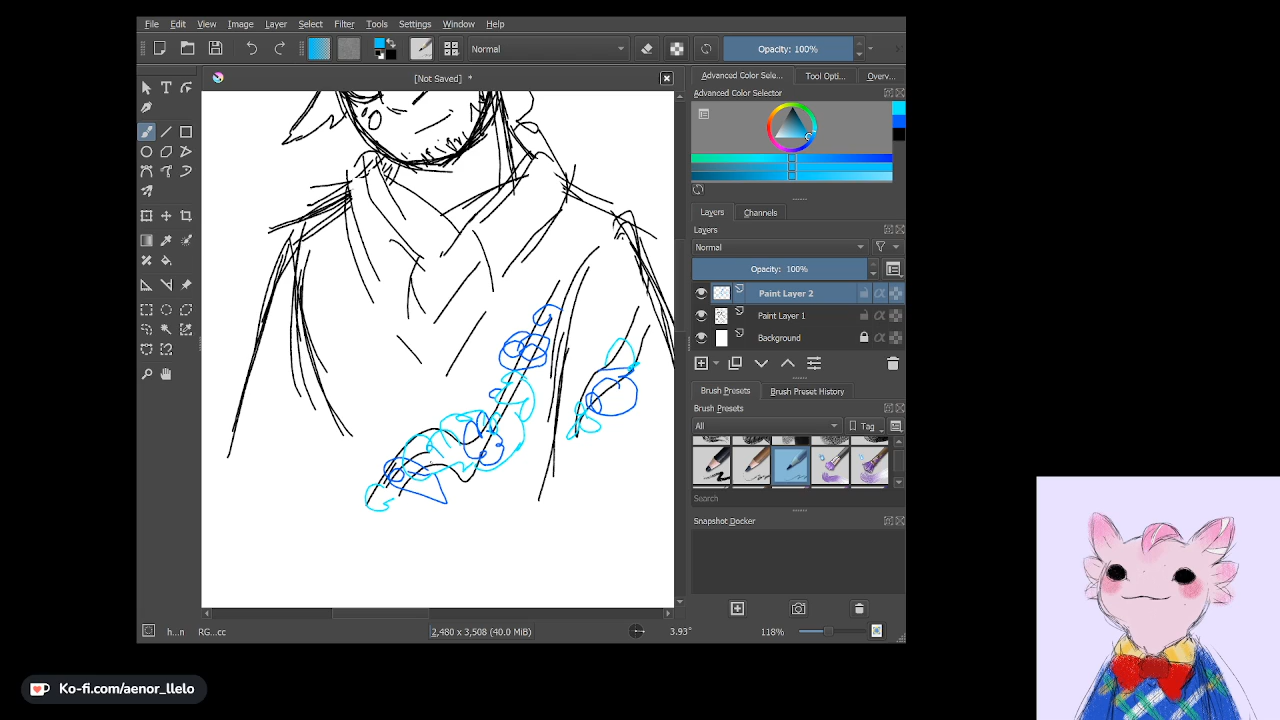 File Edit View Image Layer Select Filter Tools Settings Window Help
Normal Opacity: 100%
[Not Saved] *
Advanced Color Sele... Tool Opti... Overv...
Advanced Color Selector
Layers Channels
Layers
Normal
Opacity: 100%
Paint Layer 2
Paint Layer 1
Background
Brush Presets Brush Preset History
Brush Presets
All Tag
Search
Snapshot Docker
h...n RG...cc 2,480 x 3,508 (40.0 MiB) 3.93° 118%
Ko-fi.com/aenor_llelo